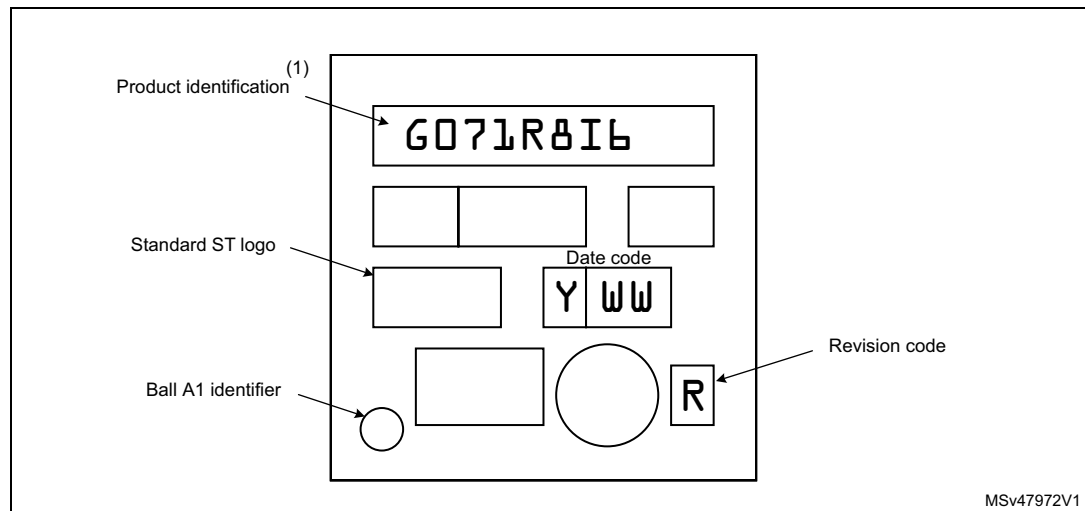 (1)
Product identification
G071R8I6
Standard ST logo
Date code
Y WW
Revision code
Ball A1 identifier
R
MSv47972V1